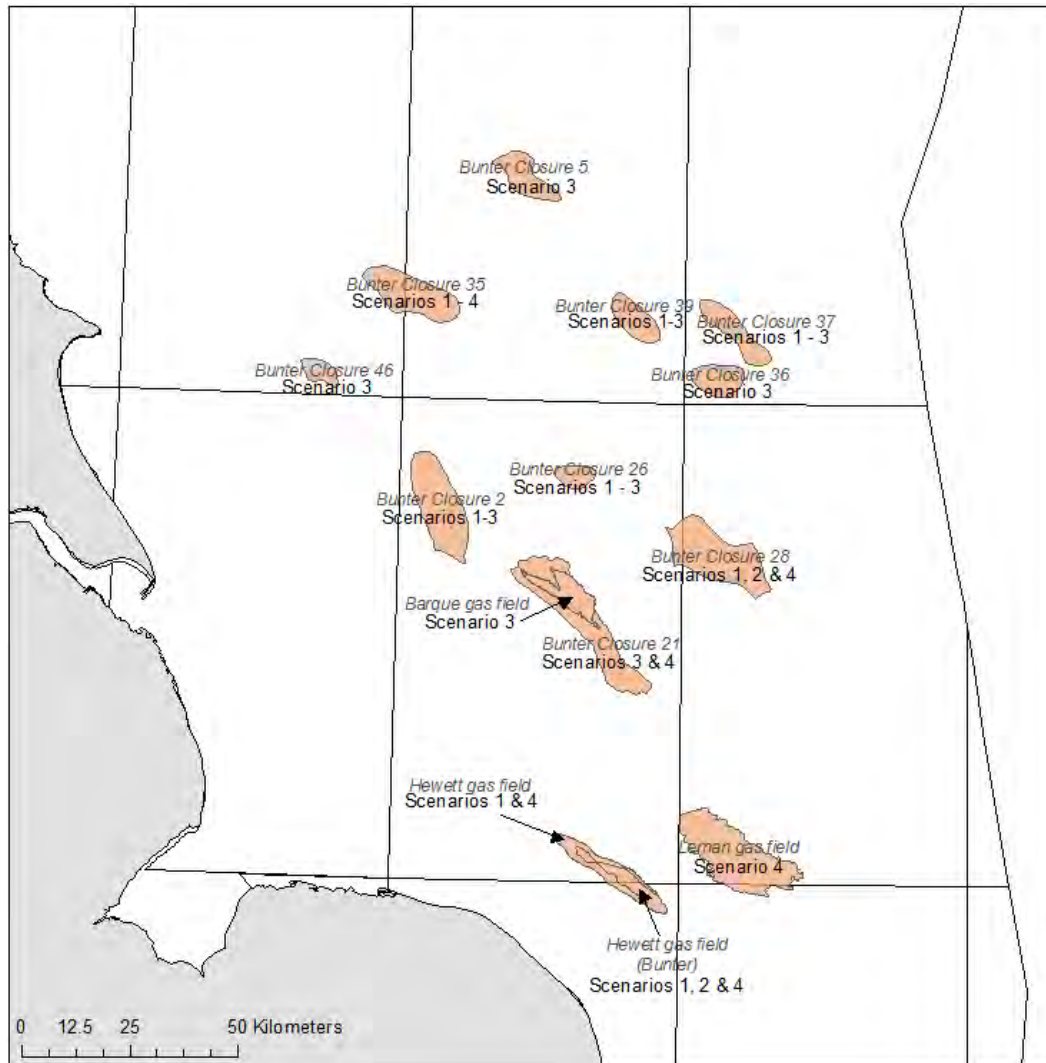 Bunter Closure 5
Scenario 3
Bunter Closure 35
Scenarios 1 - 4
Bunter Closure 39
Scenarios 1-3
Bunter Closure 37
Scenarios 1 - 3
Bunter Closure 46
Scenario 3
Bunter Closure 36
Scenario 3
Bunter Closure 26
Scenarios 1 - 3
Bunter Closure 2
Scenarios 1-3
Bunter Closure 28
Scenarios 1, 2 & 4
Barque gas field
Scenario 3
Bunter Closure 21
Scenarios 3 & 4
Hewett gas field
Scenarios 1 & 4
Leman gas field
Scenario 4
Hewett gas field
(Bunter)
Scenarios 1, 2 & 4
0 12.5 25 50 Kilometers